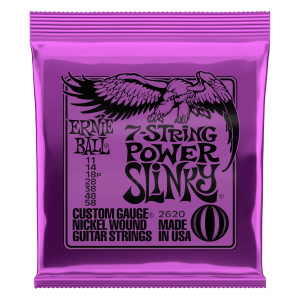 ERNIE
BALL
7-STRING
POWER
SLINKY
11
14
18P
28
38
48
58
CUSTOM GAUGE® 2620
NICKEL WOUND MADE
GUITAR STRINGS IN USA